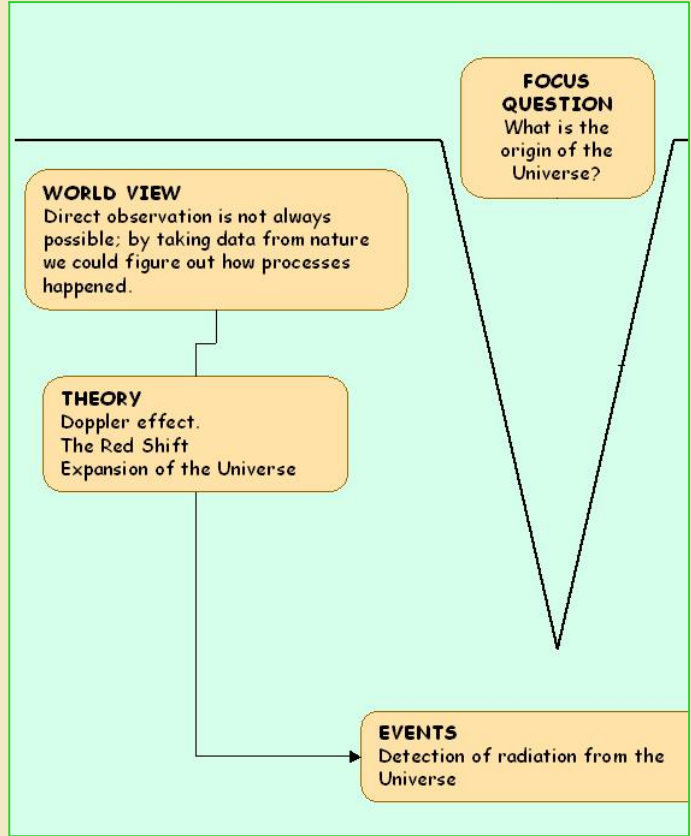 FOCUS
QUESTION
What is the
origin of the
Universe?
WORLD VIEW
Direct observation is not always
possible; by taking data from nature
we could figure out how processes
happened.
THEORY
Doppler effect.
The Red Shift
Expansion of the Universe
EVENTS
Detection of radiation from the
Universe